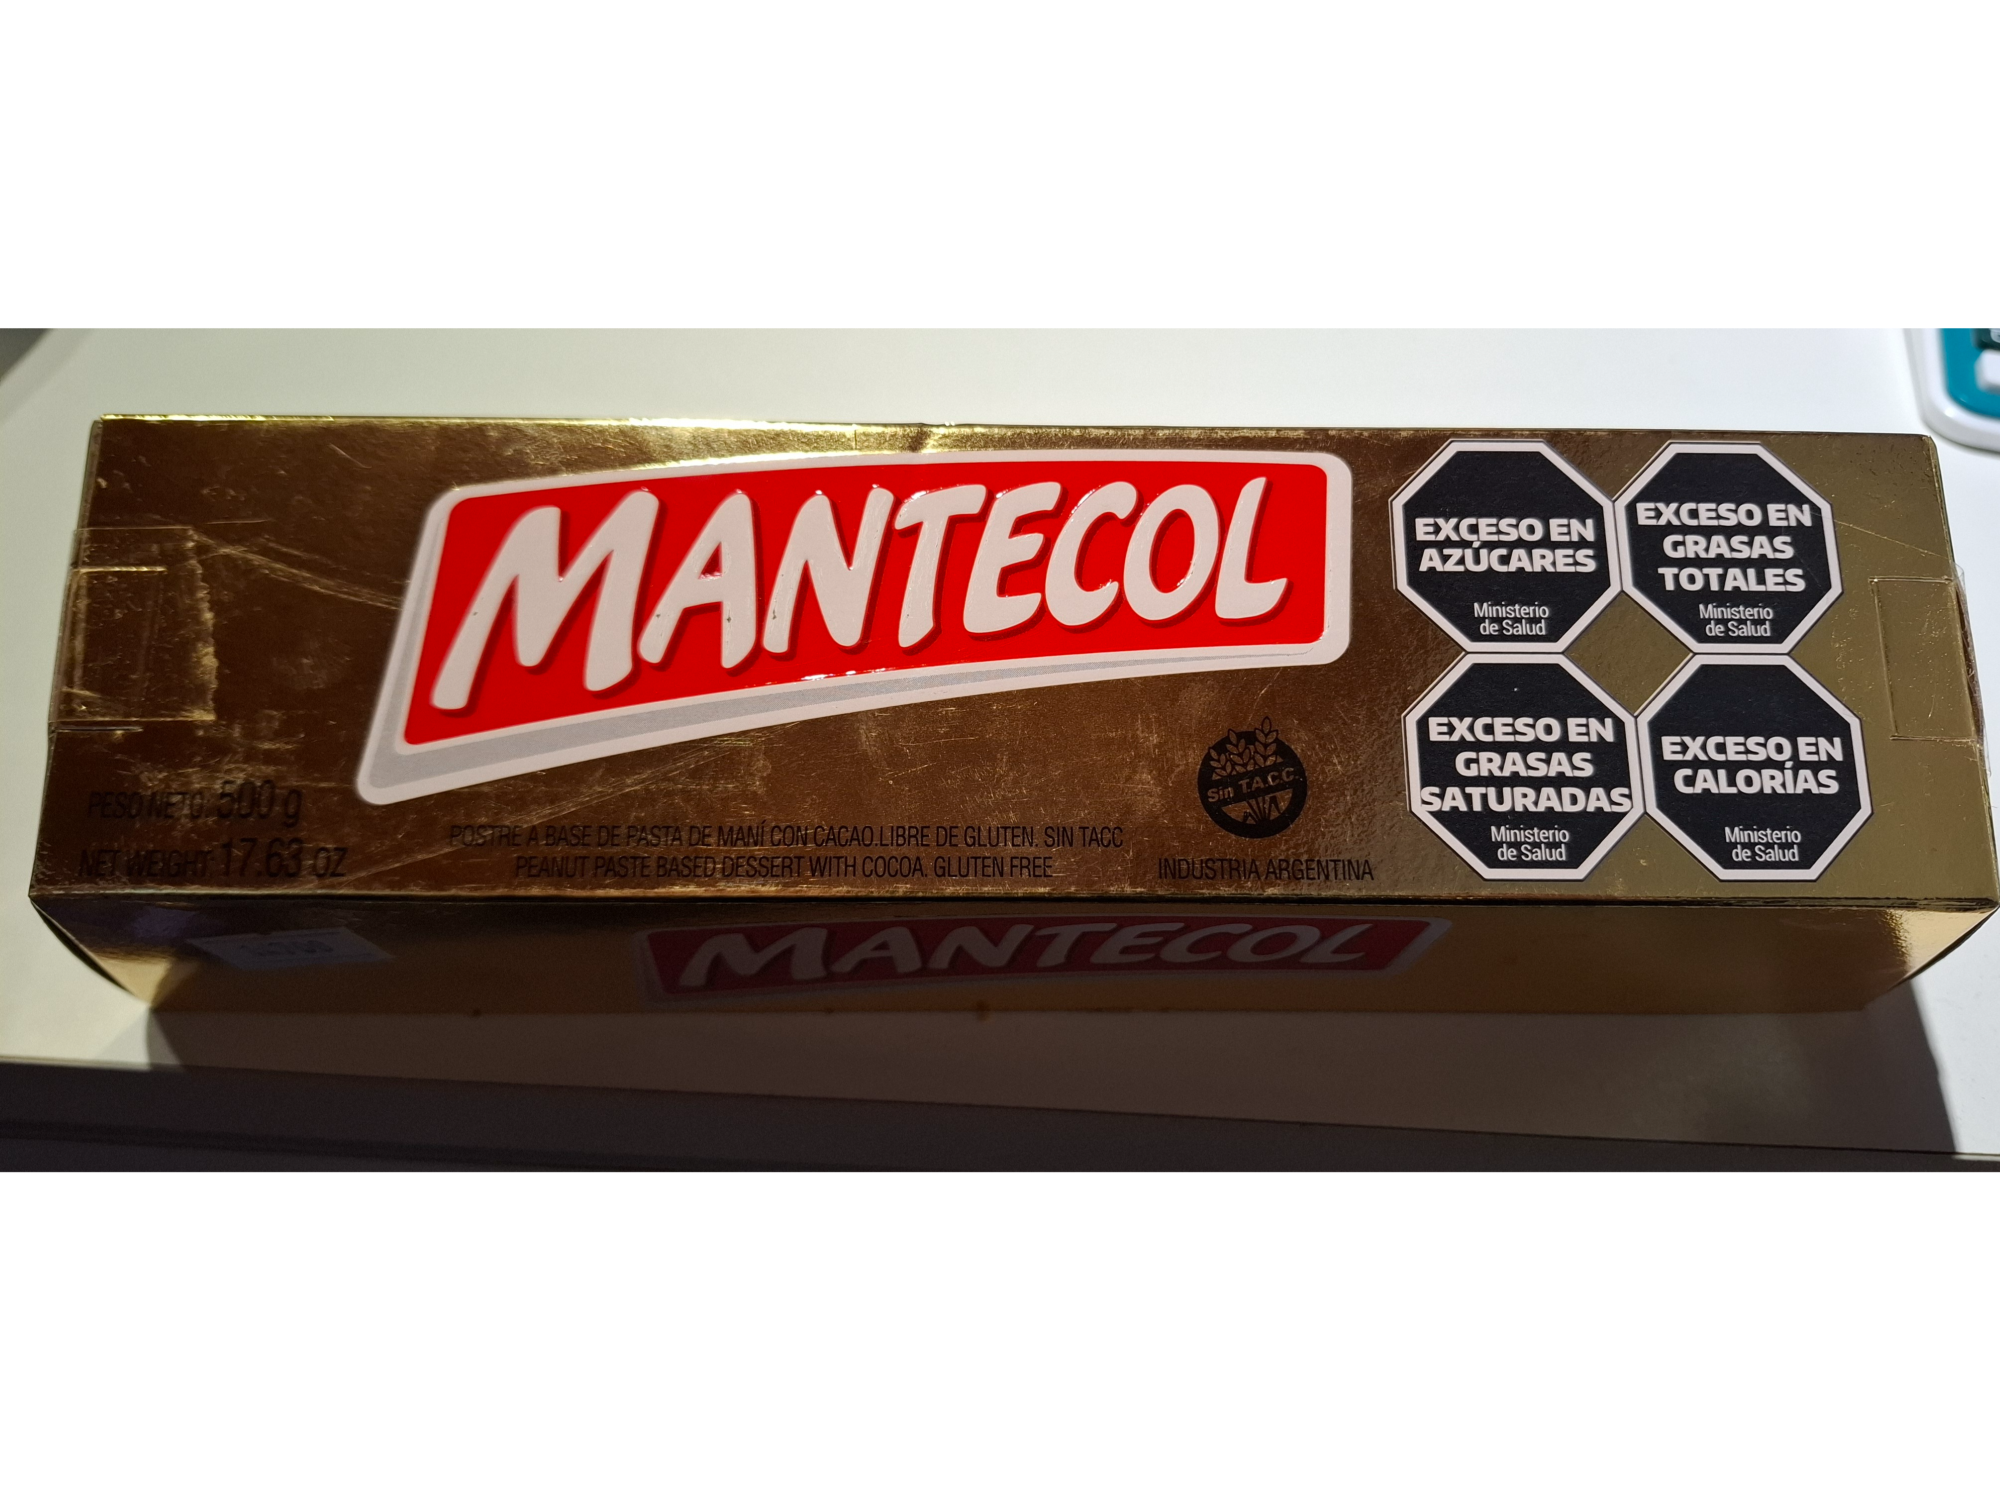 MANTECOL
EXCESO EN
AZÚCARES
Ministerio
de Salud
EXCESO EN
GRASAS
TOTALES
Ministerio
de Salud
EXCESO EN
GRASAS
SATURADAS
Ministerio
de Salud
EXCESO EN
CALORÍAS
Ministerio
de Salud
PESO NETO: 500 g
NET WEIGHT 17.63 OZ
POSTRE A BASE DE PASTA DE MANÍ CON CACAO.LIBRE DE GLUTEN. SIN TACC
PEANUT PASTE BASED DESSERT WITH COCOA. GLUTEN FREE
Sin T.A.C.C.
INDUSTRIA ARGENTINA
MANTECOL